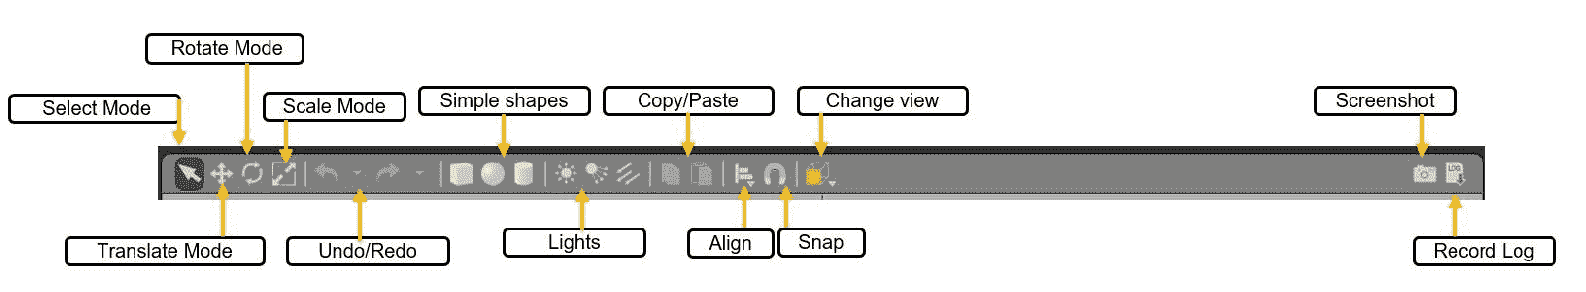 Rotate Mode
Select Mode
Scale Mode
Simple shapes
Copy/Paste
Change view
Screenshot
LOG
Translate Mode
Undo/Redo
Lights
Align
Snap
Record Log